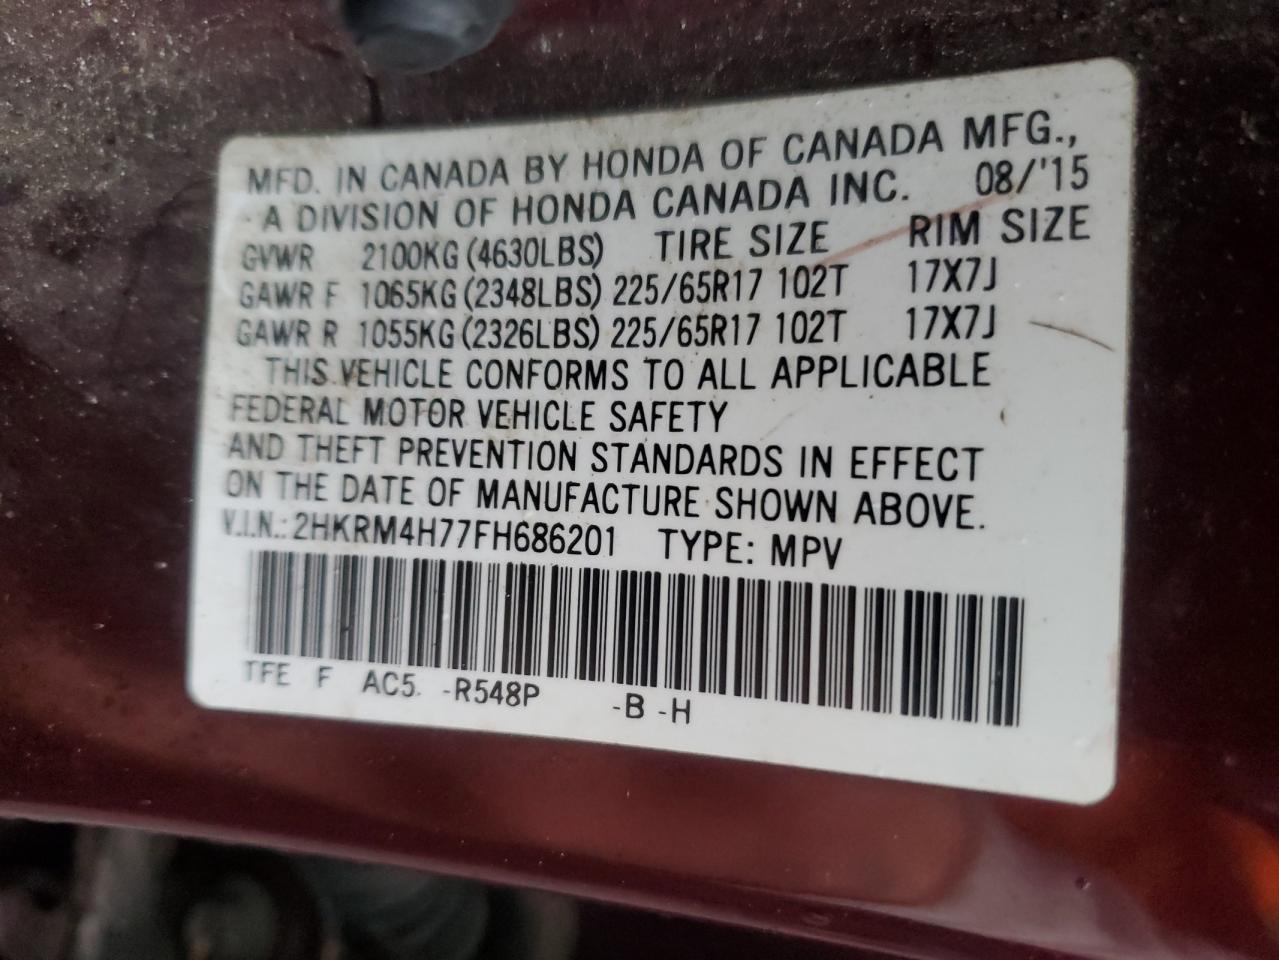 MFD. IN CANADA BY HONDA OF CANADA MFG.,
A DIVISION OF HONDA CANADA INC. 08/'15
GVWR 2100KG (4630LBS) TIRE SIZE RIM SIZE
GAWR F 1065KG (2348LBS) 225/65R17 102T 17X7J
GAWR R 1055KG (2326LBS) 225/65R17 102T 17X7J
THIS VEHICLE CONFORMS TO ALL APPLICABLE
FEDERAL MOTOR VEHICLE SAFETY
AND THEFT PREVENTION STANDARDS IN EFFECT
ON THE DATE OF MANUFACTURE SHOWN ABOVE.
V.I.N.: 2HKRM4H77FH686201 TYPE: MPV
TFE F AC5. -R548P -B -H